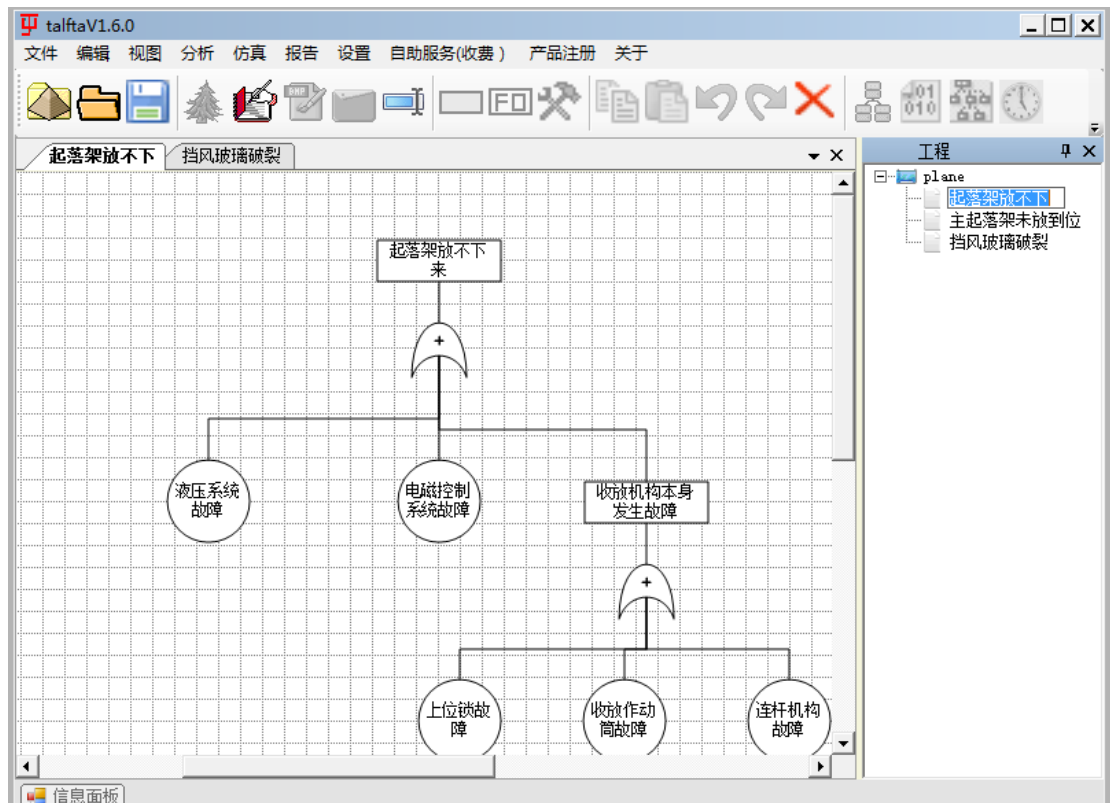 talftaV1.6.0
文件 编辑 视图 分析 仿真 报告 设置 自助服务(收费) 产品注册 关于
起落架放不下 挡风玻璃破裂
工程
plane
起落架放不下
主起落架未放到位
挡风玻璃破裂
起落架放不下
来
+
液压系统
故障
电磁控制
系统故障
收放机构本身
发生故障
+
上位锁故
障
收放作动
筒故障
连杆机构
故障
信息面板